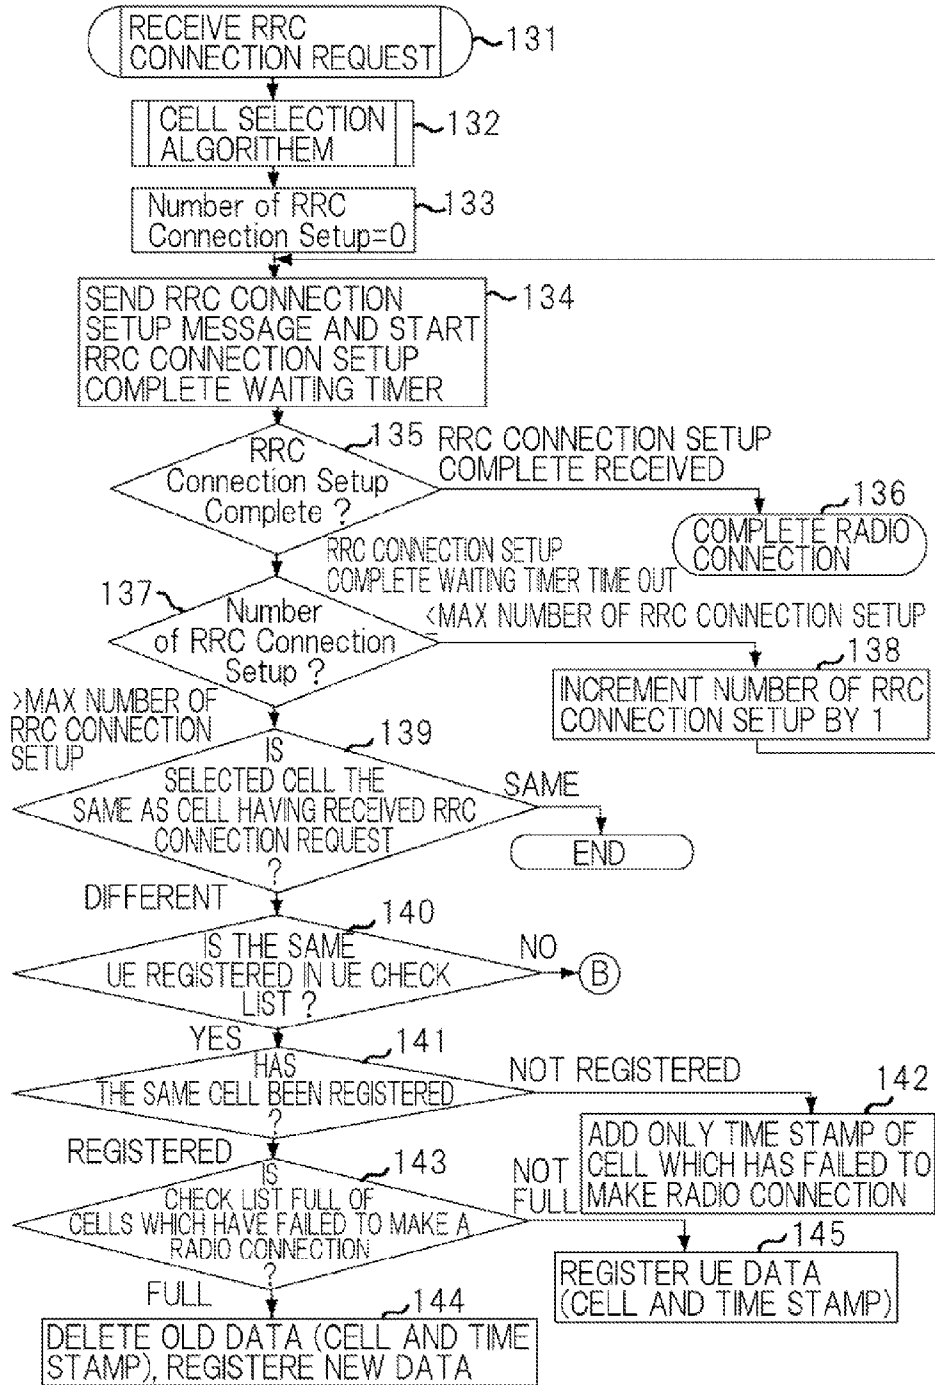 RECEIVE RRC
CONNECTION REQUEST
131
CELL SELECTION
ALGORITHEM
132
Number of RRC
Connection Setup=0
133
SEND RRC CONNECTION
SETUP MESSAGE AND START
RRC CONNECTION SETUP
COMPLETE WAITING TIMER
134
RRC
Connection Setup
Complete ?
135
RRC CONNECTION SETUP
COMPLETE RECEIVED
136
COMPLETE RADIO
CONNECTION
RRC CONNECTION SETUP
COMPLETE WAITING TIMER TIME OUT
137
Number
of RRC Connection
Setup ?
<MAX NUMBER OF RRC CONNECTION SETUP
138
INCREMENT NUMBER OF RRC
CONNECTION SETUP BY 1
>MAX NUMBER OF
RRC CONNECTION
SETUP
139
IS
SELECTED CELL THE
SAME AS CELL HAVING RECEIVED RRC
CONNECTION REQUEST
?
SAME
END
DIFFERENT
140
IS THE SAME
UE REGISTERED IN UE CHECK
LIST ?
NO
B
YES
141
HAS
THE SAME CELL BEEN REGISTERED
?
NOT REGISTERED
142
ADD ONLY TIME STAMP OF
CELL WHICH HAS FAILED TO
MAKE RADIO CONNECTION
REGISTERED
143
IS
CHECK LIST FULL OF
CELLS WHICH HAVE FAILED TO MAKE A
RADIO CONNECTION
?
NOT
FULL
145
REGISTER UE DATA
(CELL AND TIME STAMP)
FULL
144
DELETE OLD DATA (CELL AND TIME
STAMP), REGISTERE NEW DATA